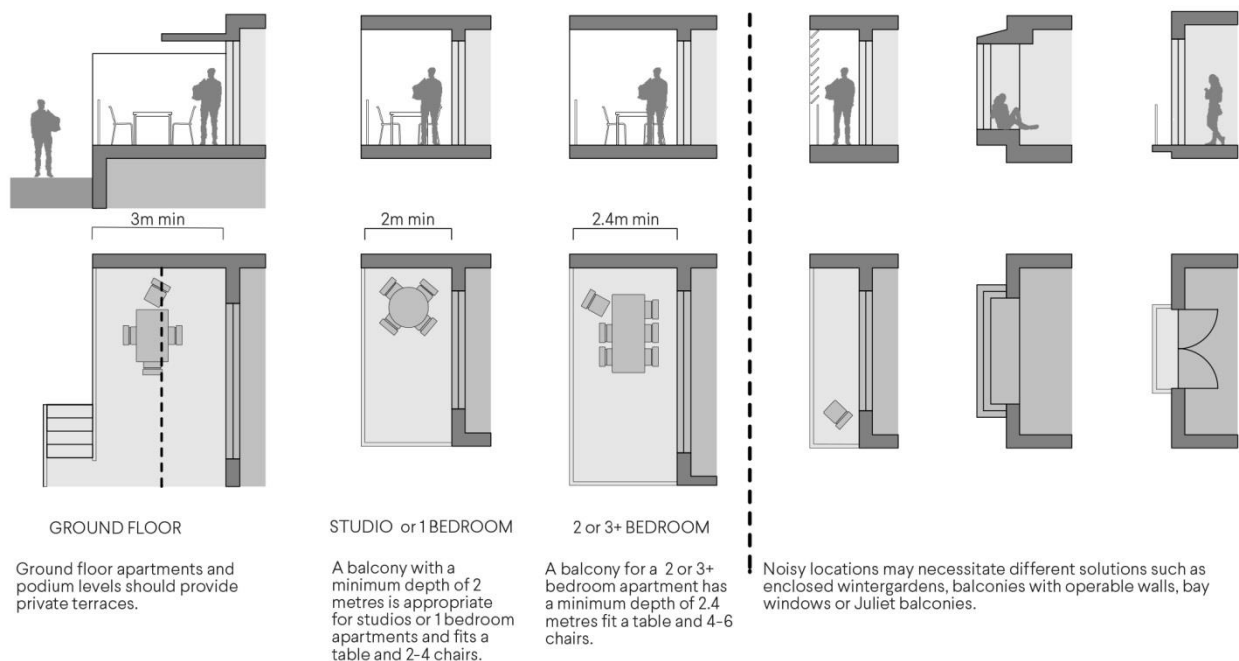 3m min
2m min
2.4m min
GROUND FLOOR
Ground floor apartments and
podium levels should provide
private terraces.
STUDIO or 1 BEDROOM
A balcony with a
minimum depth of 2
metres is appropriate
for studios or 1 bedroom
apartments and fits a
table and 2-4 chairs.
2 or 3+ BEDROOM
A balcony for a 2 or 3+
bedroom apartment has
a minimum depth of 2.4
metres fit a table and 4-6
chairs.
Noisy locations may necessitate different solutions such as
enclosed wintergardens, balconies with operable walls, bay
windows or Juliet balconies.